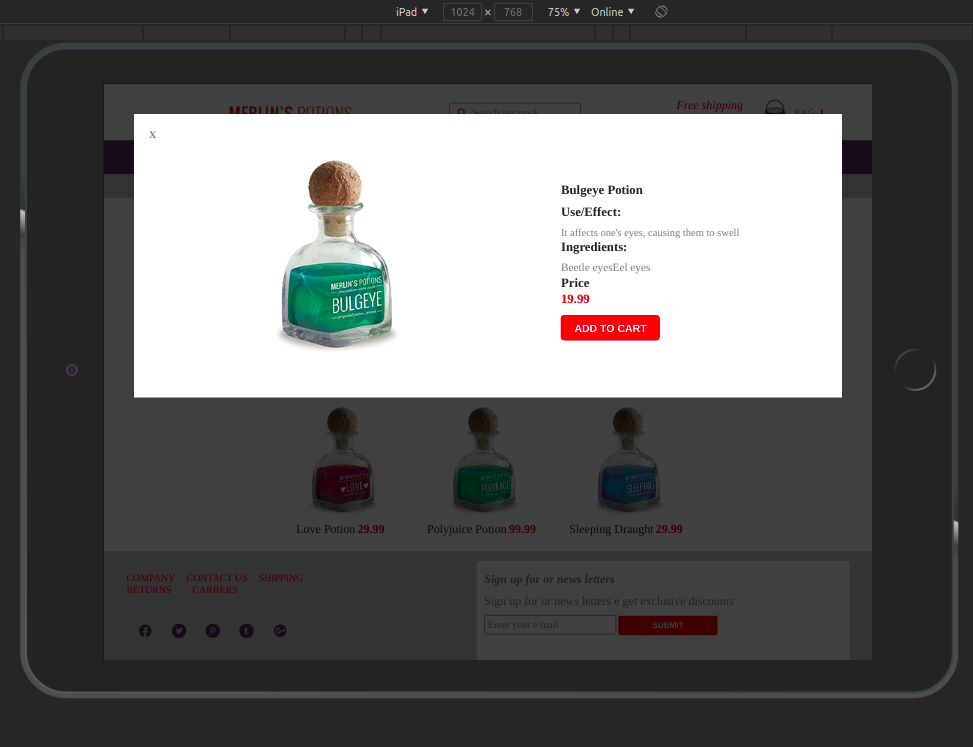 iPad ▼ 1024 × 768 75% ▼ Online ▼
MERLIN'S POTIONS
Search our stock
Free shipping
BAG
x
Bulgeye Potion
Use/Effect:
It affects one's eyes, causing them to swell
Ingredients:
Beetle eyesEel eyes
Price
19.99
ADD TO CART
MERLIN'S POTIONS
BULGEYE
LOVE
POLYJUICE
SLEEPING
Love Potion 29.99
Polyjuice Potion 99.99
Sleeping Draught 29.99
COMPANY CONTACT US SHIPPING
RETURNS CARRERS
Sign up for or news letters
Sign up for or news letters e get exclusive discounts
Enter your e-mail
SUBMIT